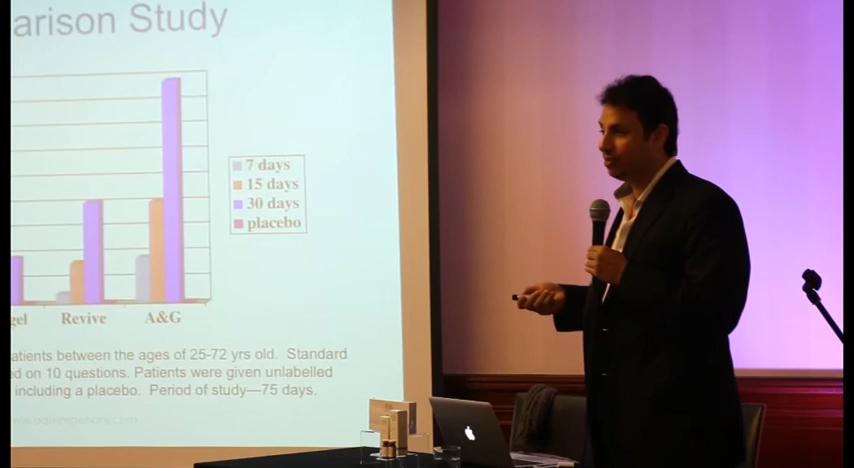 arison Study
7 days
15 days
30 days
placebo
gel
Revive
A&G
atients between the ages of 25-72 yrs old. Standard
d on 10 questions. Patients were given unlabelled
including a placebo. Period of study—75 days.